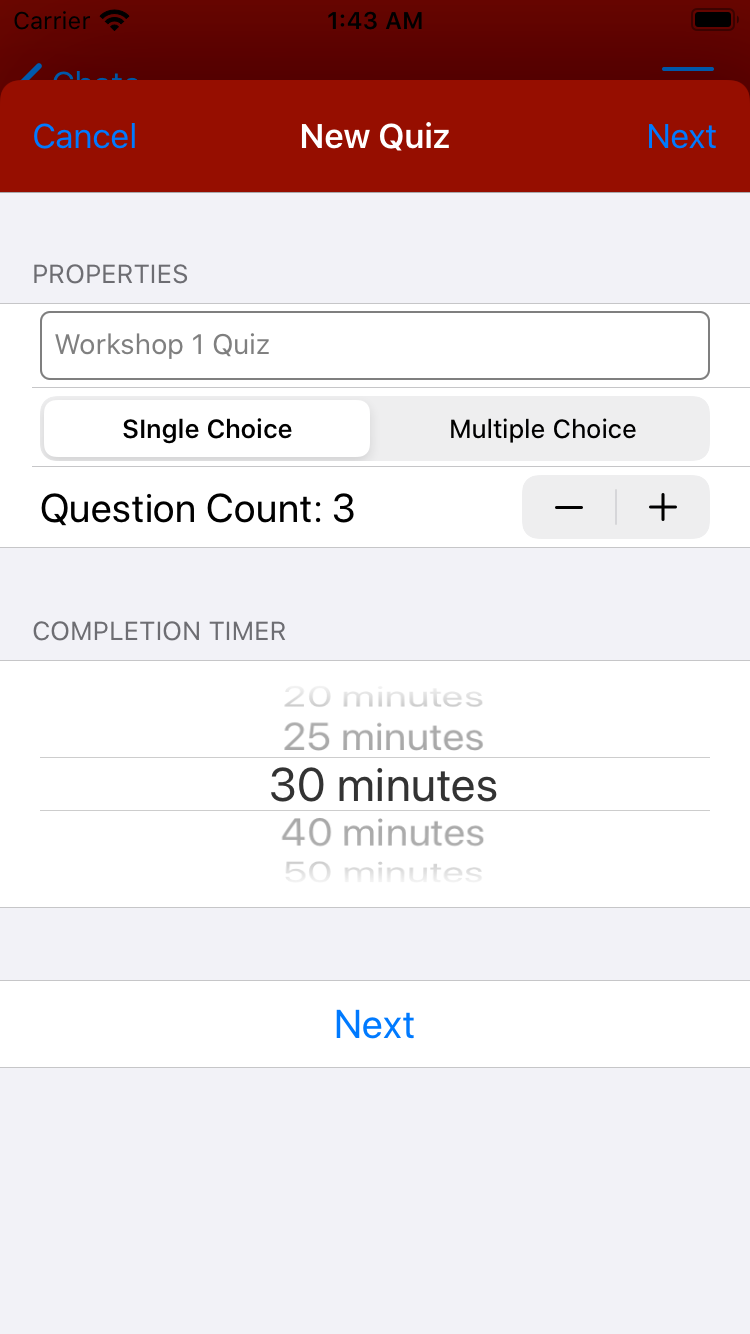 Carrier 1:43 AM
Chats
Cancel New Quiz Next
PROPERTIES
Workshop 1 Quiz
SIngle Choice Multiple Choice
Question Count: 3
COMPLETION TIMER
20 minutes
25 minutes
30 minutes
40 minutes
50 minutes
Next